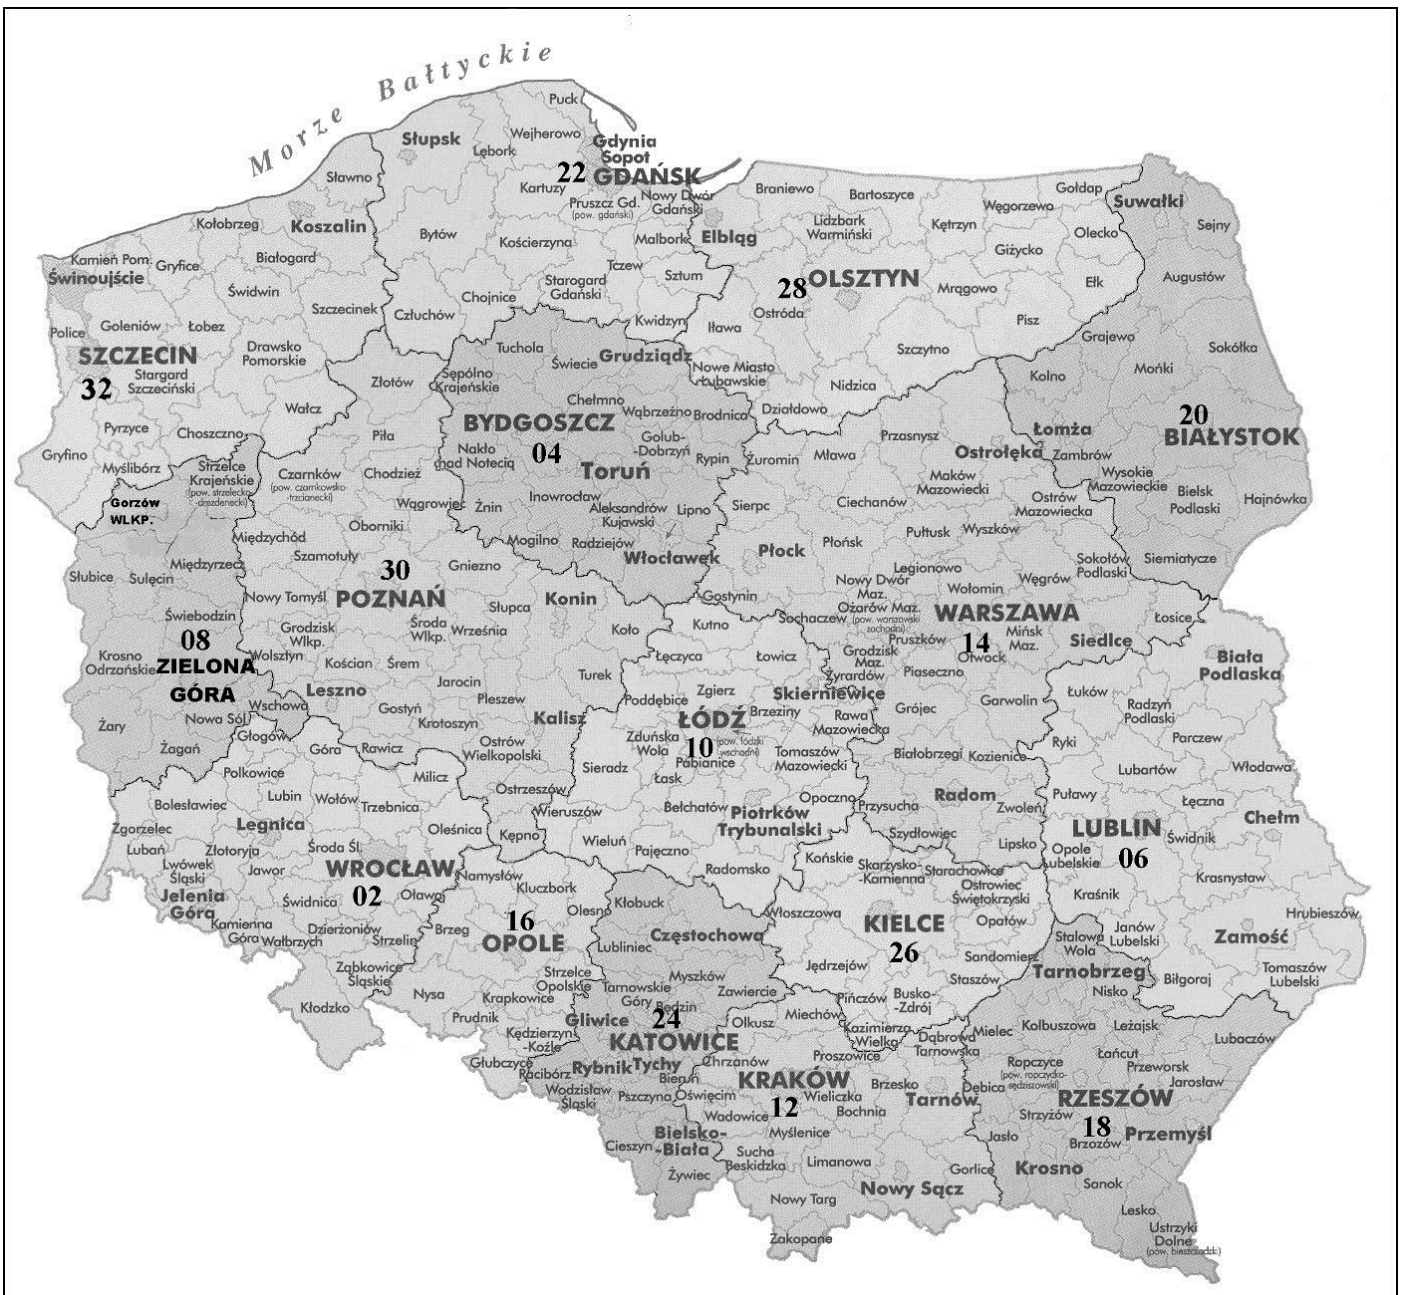 Morze Bałtyckie
Puck
Słupsk
Wejherowo
Lębork
Gdynia
Sopot
22
GDAŃSK
Sławno
Kartuzy
Pruszcz Gd.
(pow. gdański)
Nowy Dwór
Gdański
Kołobrzeg
Koszalin
Bytów
Kościerzyna
Malbork
Białogard
Kamień Pom.
Gryfice
Świnoujście
Świdwin
Tczew
Sztum
Starogard
Gdański
Chojnice
Szczecinek
Człuchów
Kwidzyn
Police
Goleniów
Łobez
SZCZECIN
32
Stargard
Szczeciński
Drawsko
Pomorskie
Wałcz
Pyrzyce
Choszczno
Gryfino
Myślibórz
Braniewo
Bartoszyce
Gołdap
Węgorzewo
Lidzbark
Warmiński
Kętrzyn
Elbląg
Olecko
Giżycko
28
OLSZTYN
Mrągowo
Ełk
Ostróda
Iława
Pisz
Szczytno
Nowe Miasto
Lubawskie
Nidzica
Działdowo
Suwałki
Sejny
Augustów
Grajewo
Sokółka
Mońki
Kolno
20
BIAŁYSTOK
Łomża
Zambrów
Wysokie
Mazowieckie
Bielsk
Podlaski
Hajnówka
Siemiatycze
Tuchola
Świecie
Grudziądz
Sępólno
Krajeńskie
Chełmno
Wąbrzeźno
Brodnica
BYDGOSZCZ
04
Nakło
nad Notecią
Golub-
-Dobrzyń
Rypin
Toruń
Inowrocław
Żnin
Aleksandrów
Kujawski
Lipno
Mogilno
Radziejów
Włocławek
Złotów
Piła
Czarnków
(pow. czarnkowsko-
-trzcianecki)
Chodzież
Wągrowiec
Oborniki
Międzychód
Szamotuły
30
POZNAŃ
Gniezno
Nowy Tomyśl
Słupca
Konin
Grodzisk
Wlkp.
Środa
Wlkp.
Września
Koło
Wolsztyn
Kościan
Śrem
Turek
Leszno
Jarocin
Gostyń
Pleszew
Krotoszyn
Kalisz
Rawicz
Ostrów
Wielkopolski
Ostrzeszów
Kępno
Strzelce
Krajeńskie
(pow. strzelecko-
-drezdenecki)
Gorzów
WLKP.
Międzyrzecz
Słubice
Sulęcin
Świebodzin
08
ZIELONA
GÓRA
Krosno
Odrzańskie
Wschowa
Nowa Sól
Żary
Żagań
Przasnysz
Ostrołęka
Żuromin
Mława
Maków
Mazowiecki
Sierpc
Ciechanów
Ostrów
Mazowiecka
Płock
Płońsk
Pułtusk
Wyszków
Sokołów
Podlaski
Legionowo
Nowy Dwór
Maz.
Wołomin
Węgrów
Gostynin
Sochaczew
Ożarów Maz.
(pow. warszawski
zachodni)
WARSZAWA
14
Łosice
Pruszków
Mińsk
Maz.
Siedlce
Grodzisk
Maz.
Otwock
Żyrardów
Piaseczno
Grójec
Garwolin
Białobrzegi
Kozienice
Przysucha
Radom
Zwoleń
Szydłowiec
Lipsko
Kutno
Łęczyca
Łowicz
Poddębice
Zgierz
Skierniewice
ŁÓDŹ
10
Brzeziny
Rawa
Mazowiecka
Zduńska
Wola
(pow. łódzki
wschodni)
Pabianice
Tomaszów
Mazowiecki
Sieradz
Łask
Opoczno
Bełchatów
Piotrków
Trybunalski
Wieruszów
Wieluń
Pajęczno
Radomsko
Biała
Podlaska
Łuków
Radzyń
Podlaski
Ryki
Parczew
Lubartów
Włodawa
Puławy
Łęczna
Chełm
LUBLIN
06
Świdnik
Opole
Lubelskie
Kraśnik
Krasnystaw
Hrubieszów
Janów
Lubelski
Zamość
Biłgoraj
Tomaszów
Lubelski
Głogów
Góra
Polkowice
Milicz
Bolesławiec
Lubin
Wołów
Trzebnica
Zgorzelec
Legnica
Oleśnica
Lubań
Złotoryja
Środa Śl.
Lwówek
Śląski
Jawor
WROCŁAW
02
Oława
Jelenia
Góra
Świdnica
Kamienna
Góra
Wałbrzych
Dzierżoniów
Strzelin
Ząbkowice
Śląskie
Kłodzko
Namysłów
Kluczbork
Olesno
16
OPOLE
Brzeg
Strzelce
Opolskie
Nysa
Krapkowice
Prudnik
Kędzierzyn
-Koźle
Głubczyce
Kłobuck
Częstochowa
Lubliniec
Myszków
Tarnowskie
Góry
Zawiercie
Będzin
24
Gliwice
KATOWICE
Rybnik
Tychy
Racibórz
Bieruń
Wodzisław
Śląski
Pszczyna
Bielsko-
-Biała
Cieszyn
Żywiec
Końskie
Skarżysko-
-Kamienna
Starachowice
Ostrowiec
Świętokrzyski
Włoszczowa
KIELCE
26
Opatów
Jędrzejów
Sandomierz
Staszów
Pińczów
Busko-
-Zdrój
Kazimierza
Wielka
Olkusz
Miechów
Dąbrowa
Tarnowska
Chrzanów
Proszowice
KRAKÓW
12
Brzesko
Oświęcim
Wieliczka
Bochnia
Tarnów
Wadowice
Myślenice
Sucha
Beskidzka
Limanowa
Gorlice
Nowy Sącz
Nowy Targ
Zakopane
Stalowa
Wola
Tarnobrzeg
Nisko
Mielec
Kolbuszowa
Leżajsk
Lubaczów
Ropczyce
(pow. ropczycko-
-sędziszowski)
Łańcut
Przeworsk
Dębica
Jarosław
RZESZÓW
18
Strzyżów
Jasło
Brzozów
Przemyśl
Krosno
Sanok
Lesko
Ustrzyki
Dolne
(pow. bieszczadzki)